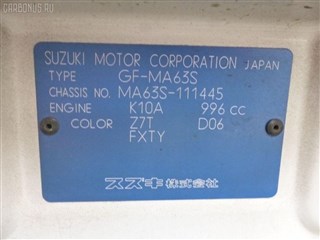 CARBONUS.RU
SUZUKI MOTOR CORPORATION JAPAN
TYPE GF-MA63S
CHASSIS NO. MA63S-111445
ENGINE K10A 996 CC
COLOR Z7T D06
FXTY
スズキ株式会社